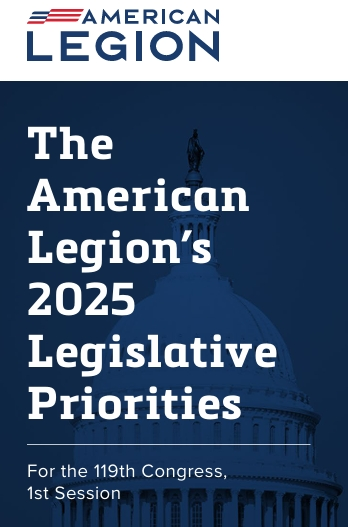 AMERICAN
LEGION
The
American
Legion’s
2025
Legislative
Priorities
For the 119th Congress,
1st Session